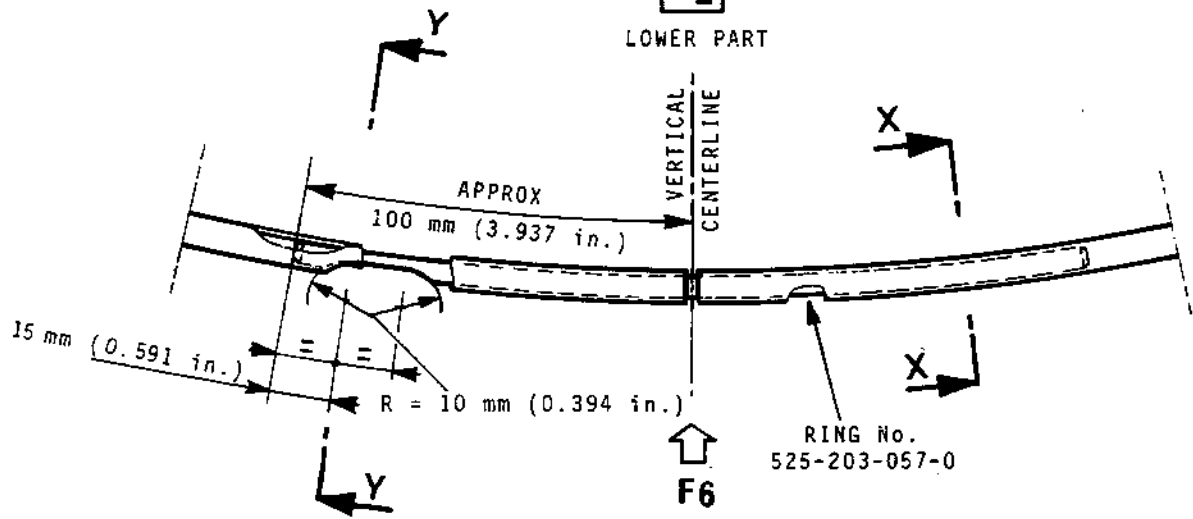 LOWER PART
Y
VERTICAL
CENTERLINE
X
APPROX
100 mm (3.937 in.)
15 mm (0.591 in.)
= =
R = 10 mm (0.394 in.)
X
RING No.
525-203-057-0
Y
F6